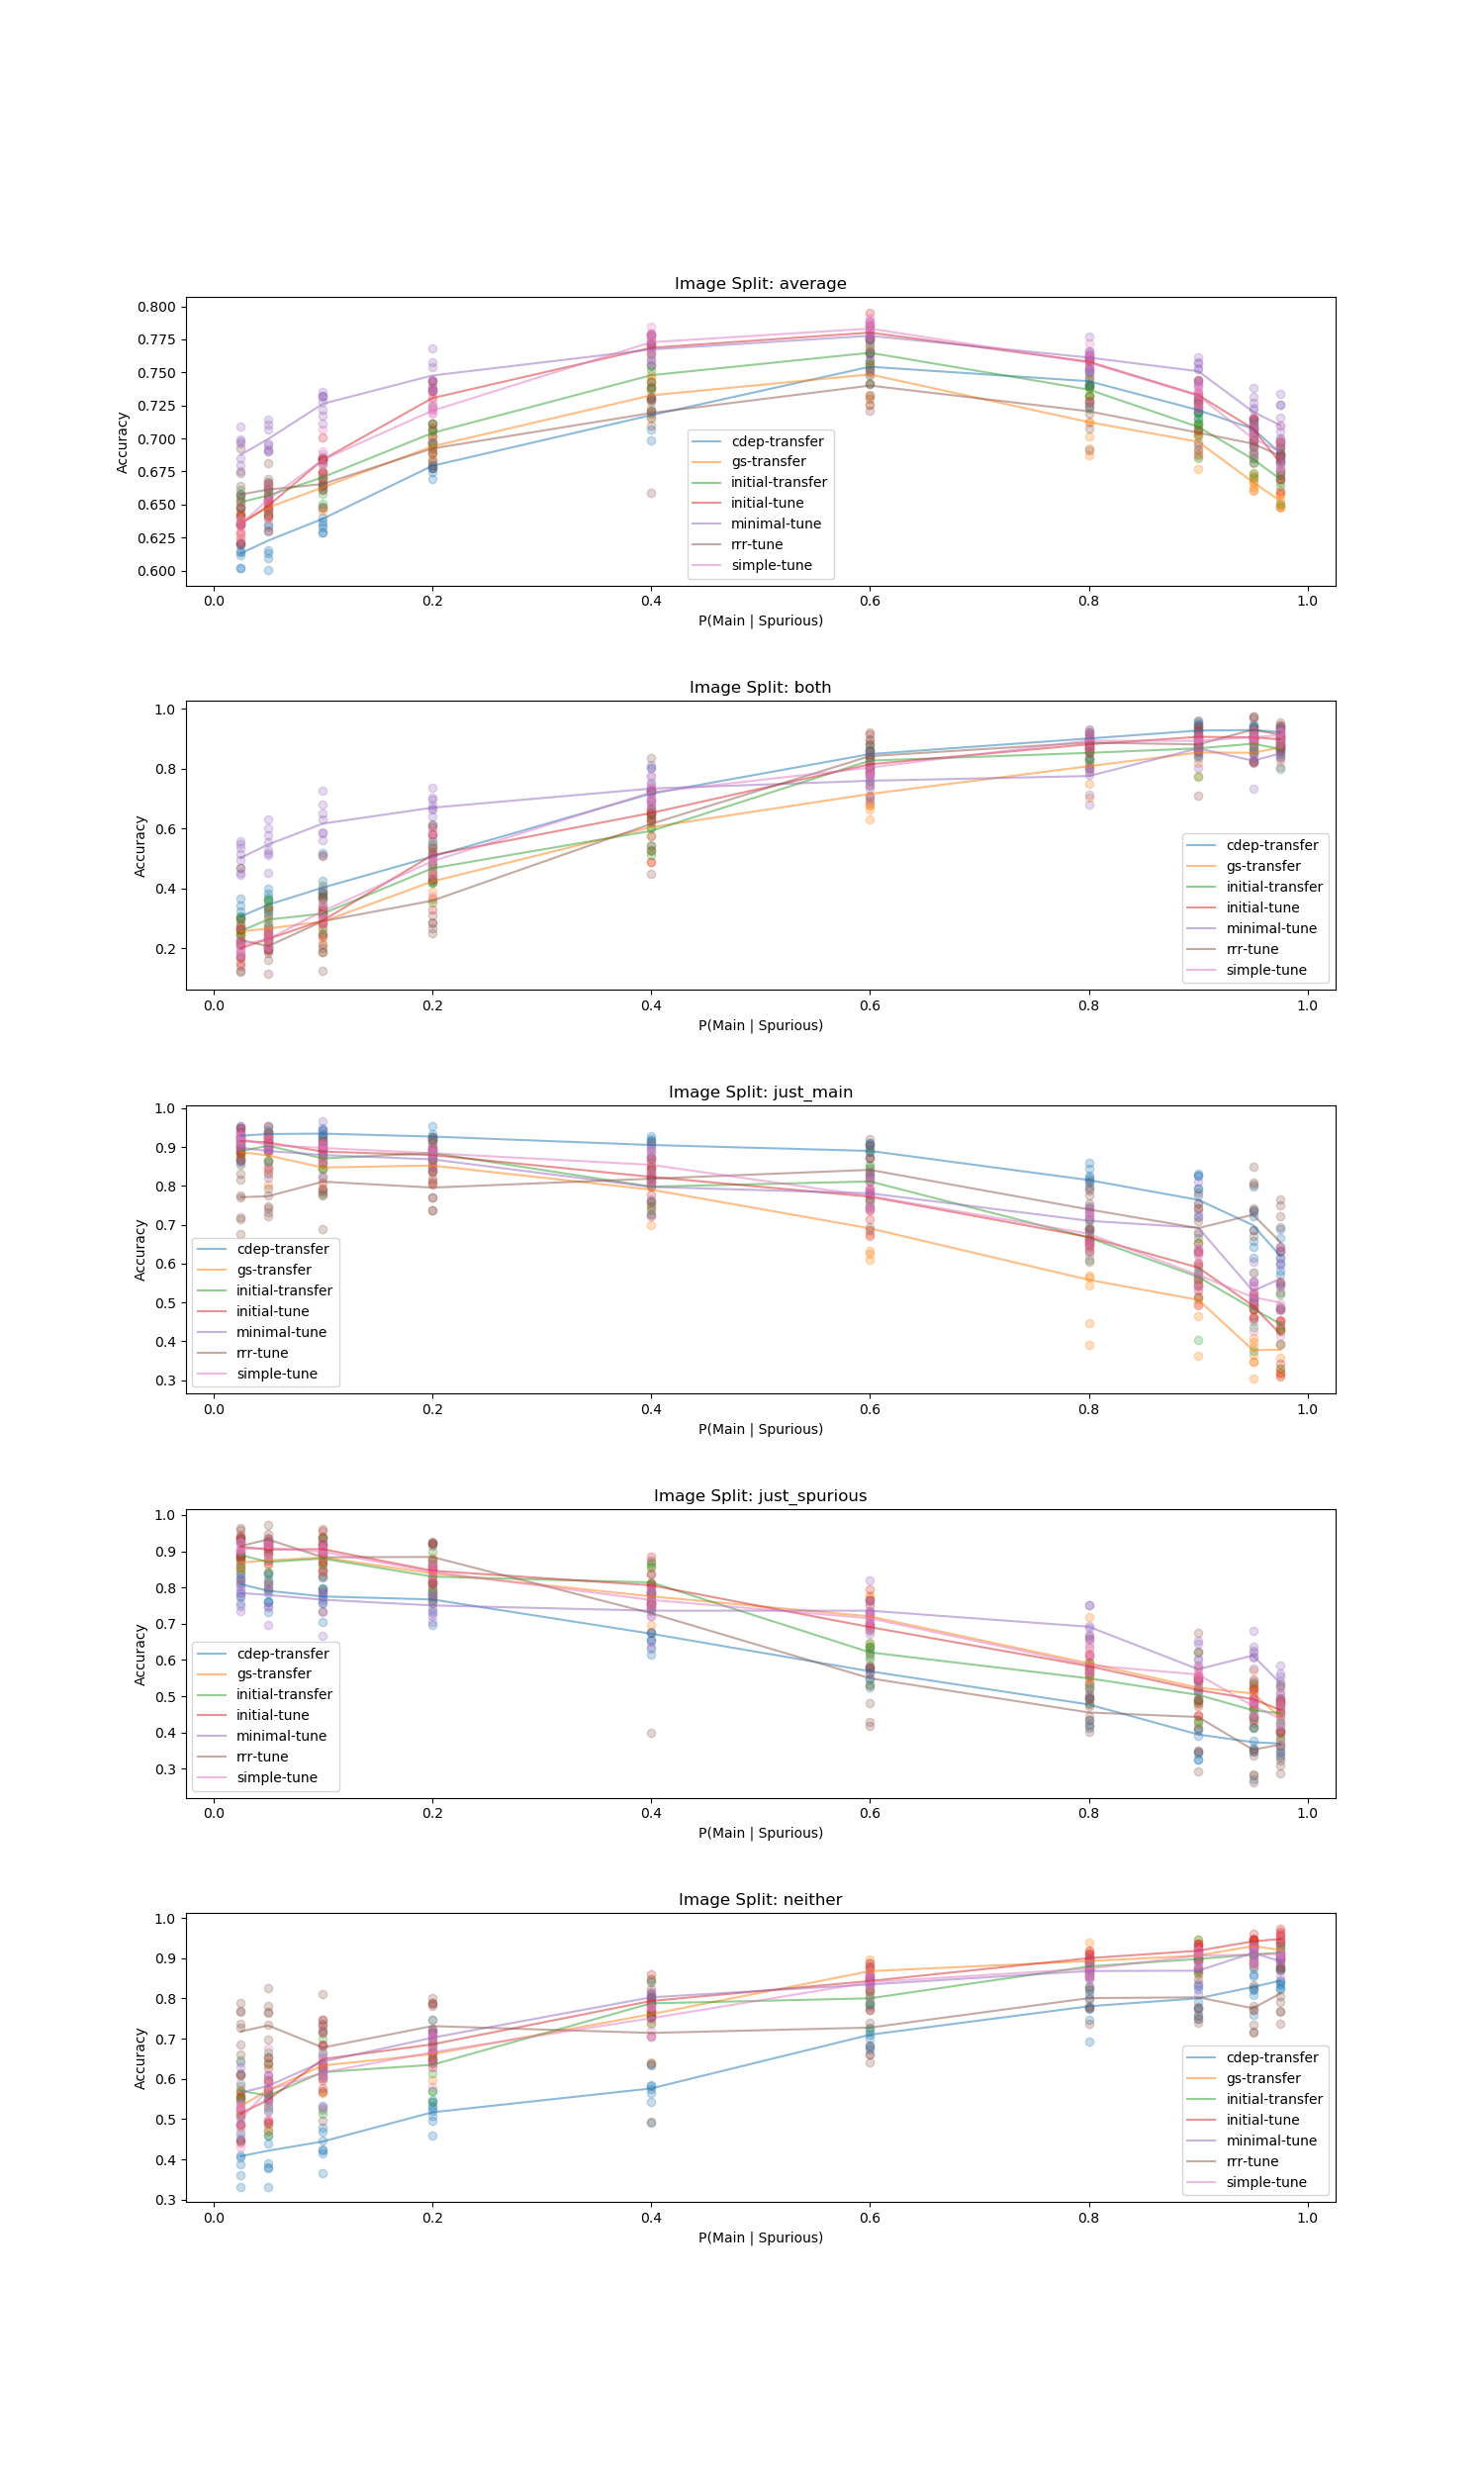 Image Split: average
0.800
0.775
0.750
0.725
0.700
0.675
0.650
0.625
0.600
Accuracy
cdep-transfer
gs-transfer
initial-transfer
initial-tune
minimal-tune
rrr-tune
simple-tune
0.0 0.2 0.4 0.6 0.8 1.0
P(Main | Spurious)
Image Split: both
1.0
0.8
0.6
0.4
0.2
Accuracy
cdep-transfer
gs-transfer
initial-transfer
initial-tune
minimal-tune
rrr-tune
simple-tune
0.0 0.2 0.4 0.6 0.8 1.0
P(Main | Spurious)
Image Split: just_main
1.0
0.9
0.8
0.7
0.6
0.5
0.4
0.3
Accuracy
cdep-transfer
gs-transfer
initial-transfer
initial-tune
minimal-tune
rrr-tune
simple-tune
0.0 0.2 0.4 0.6 0.8 1.0
P(Main | Spurious)
Image Split: just_spurious
1.0
0.9
0.8
0.7
0.6
0.5
0.4
0.3
Accuracy
cdep-transfer
gs-transfer
initial-transfer
initial-tune
minimal-tune
rrr-tune
simple-tune
0.0 0.2 0.4 0.6 0.8 1.0
P(Main | Spurious)
Image Split: neither
1.0
0.9
0.8
0.7
0.6
0.5
0.4
0.3
Accuracy
cdep-transfer
gs-transfer
initial-transfer
initial-tune
minimal-tune
rrr-tune
simple-tune
0.0 0.2 0.4 0.6 0.8 1.0
P(Main | Spurious)